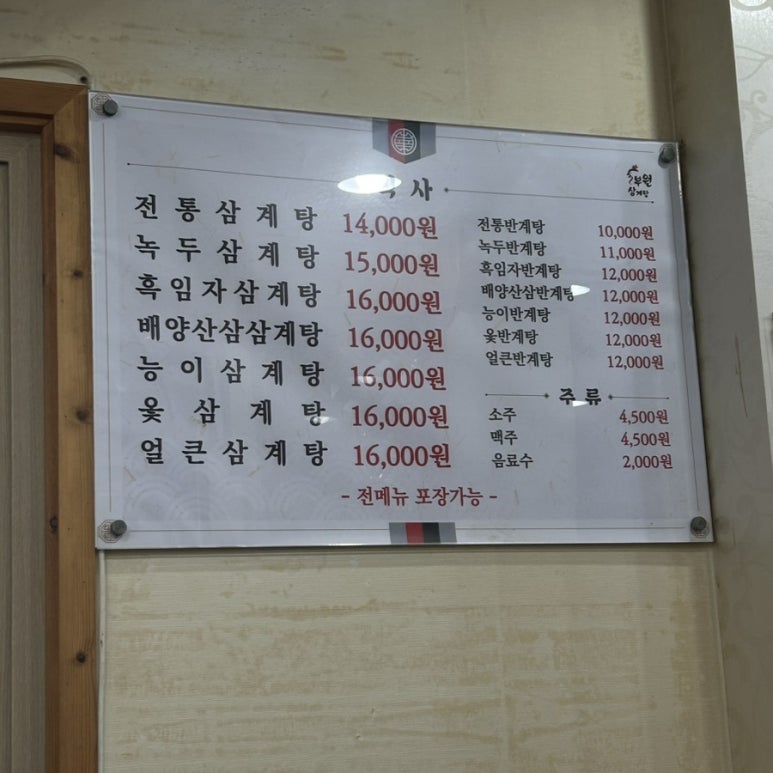 사
부원
삼계탕
전통삼계탕 14,000원
녹두삼계탕 15,000원
흑임자삼계탕 16,000원
배양산삼삼계탕 16,000원
능이삼계탕 16,000원
옻삼계탕 16,000원
얼큰삼계탕 16,000원
전통반계탕 10,000원
녹두반계탕 11,000원
흑임자반계탕 12,000원
배양산삼반계탕 12,000원
능이반계탕 12,000원
옻반계탕 12,000원
얼큰반계탕 12,000원
주류
소주 4,500원
맥주 4,500원
음료수 2,000원
- 전메뉴 포장가능 -